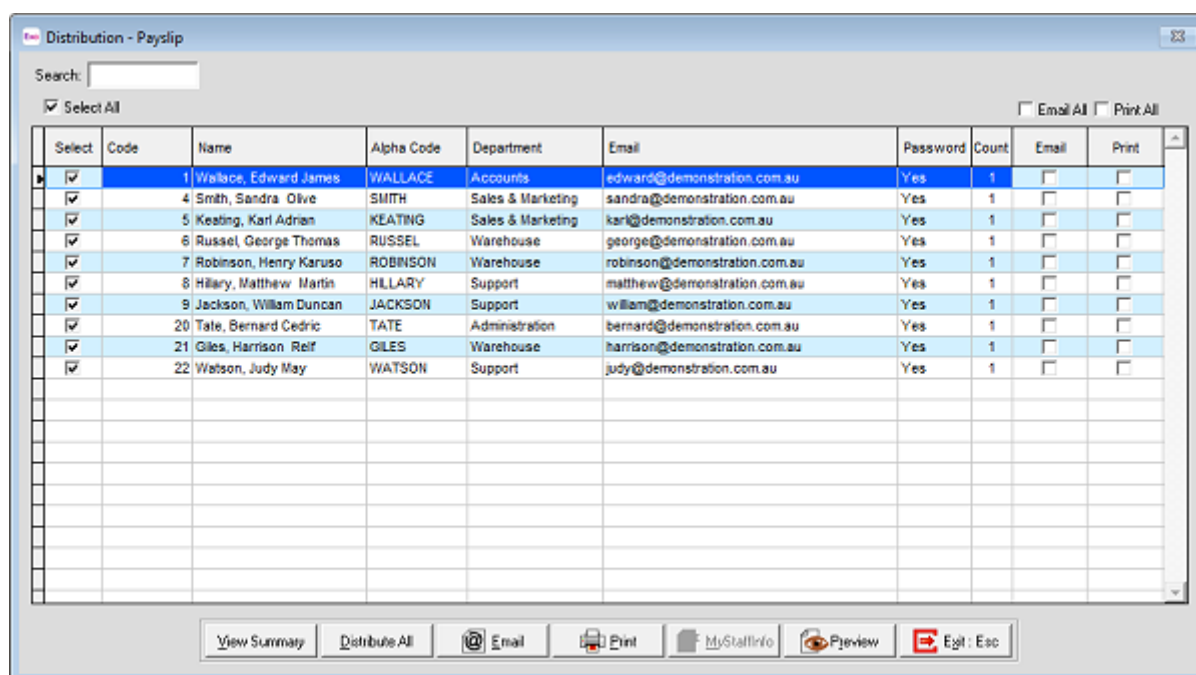 Exo Distribution - Payslip
Search:
Select All Email All Print All
Select Code Name Alpha Code Department Email Password Count Email Print
1 Wallace, Edward James WALLACE Accounts edward@demonstration.com.au Yes 1
4 Smith, Sandra Olive SMITH Sales & Marketing sandra@demonstration.com.au Yes 1
5 Keating, Karl Adrian KEATING Sales & Marketing karl@demonstration.com.au Yes 1
6 Russel, George Thomas RUSSEL Warehouse george@demonstration.com.au Yes 1
7 Robinson, Henry Karuso ROBINSON Warehouse robinson@demonstration.com.au Yes 1
8 Hillary, Matthew Martin HILLARY Support matthew@demonstration.com.au Yes 1
9 Jackson, William Duncan JACKSON Support william@demonstration.com.au Yes 1
20 Tate, Bernard Cedric TATE Administration bernard@demonstration.com.au Yes 1
21 Giles, Harrison Relf GILES Warehouse harrison@demonstration.com.au Yes 1
22 Watson, Judy May WATSON Support judy@demonstration.com.au Yes 1
View Summary Distribute All @ Email Print MyStaffInfo Preview Exit : Esc